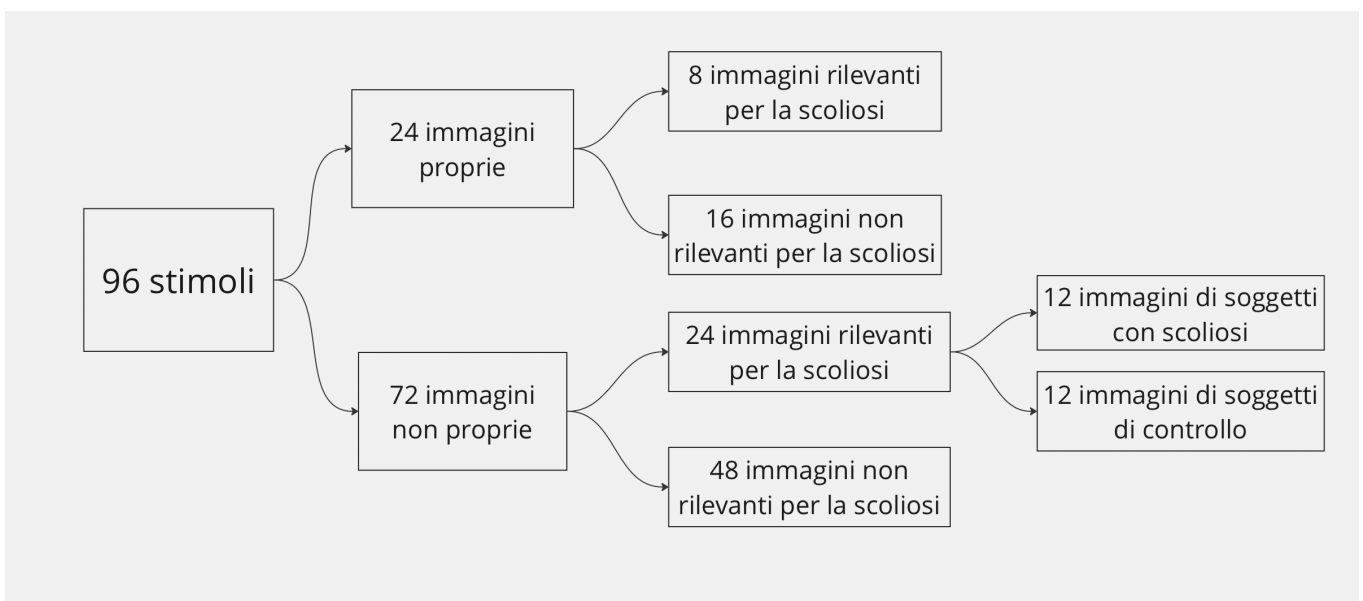 96 stimoli
24 immagini
proprie
72 immagini
non proprie
8 immagini rilevanti
per la scoliosi
16 immagini non
rilevanti per la scoliosi
24 immagini rilevanti
per la scoliosi
48 immagini non
rilevanti per la scoliosi
12 immagini di soggetti
con scoliosi
12 immagini di soggetti
di controllo